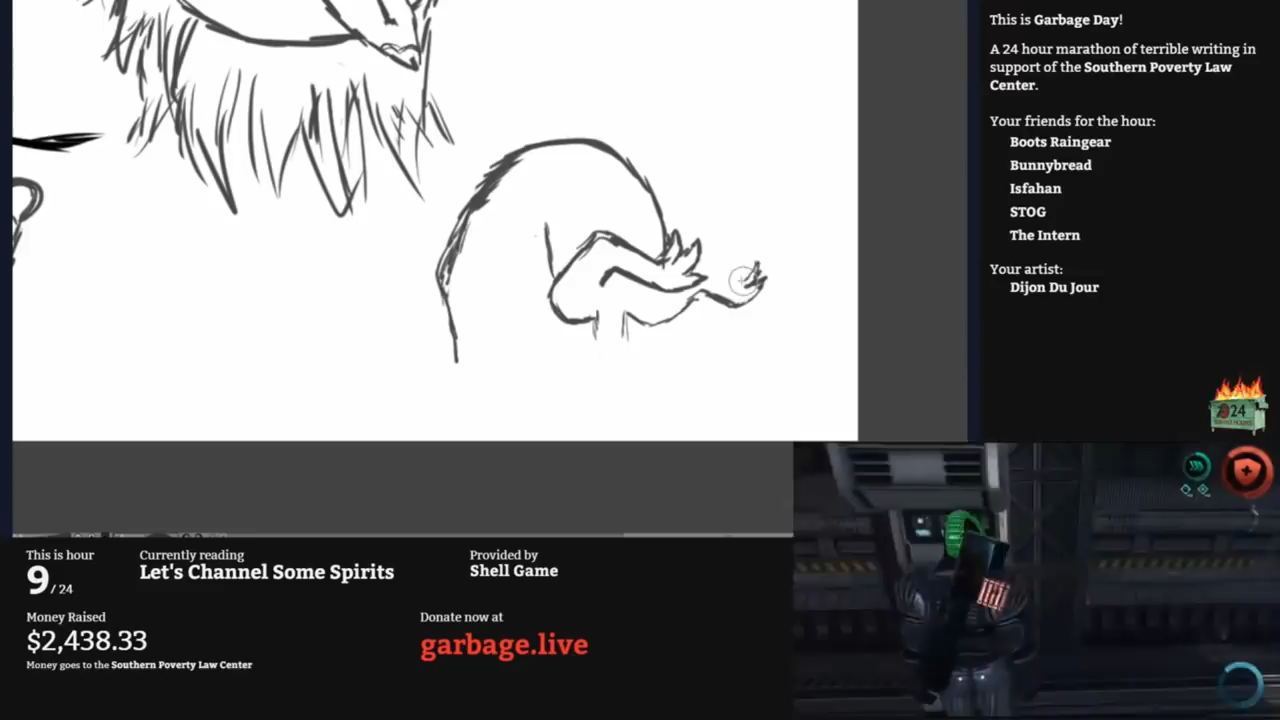 This is Garbage Day!
A 24 hour marathon of terrible writing in
support of the Southern Poverty Law
Center.
Your friends for the hour:
Boots Raingear
Bunnybread
Isfahan
STOG
The Intern
Your artist:
Dijon Du Jour
This is hour
9 / 24
Currently reading
Let's Channel Some Spirits
Provided by
Shell Game
Money Raised
$2,438.33
Money goes to the Southern Poverty Law Center
Donate now at
garbage.live